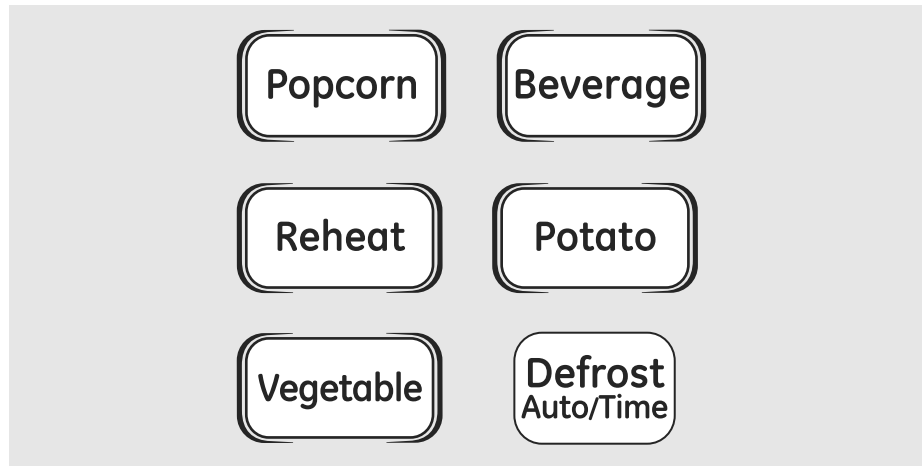 Popcorn
Beverage
Reheat
Potato
Vegetable
Defrost
Auto/Time